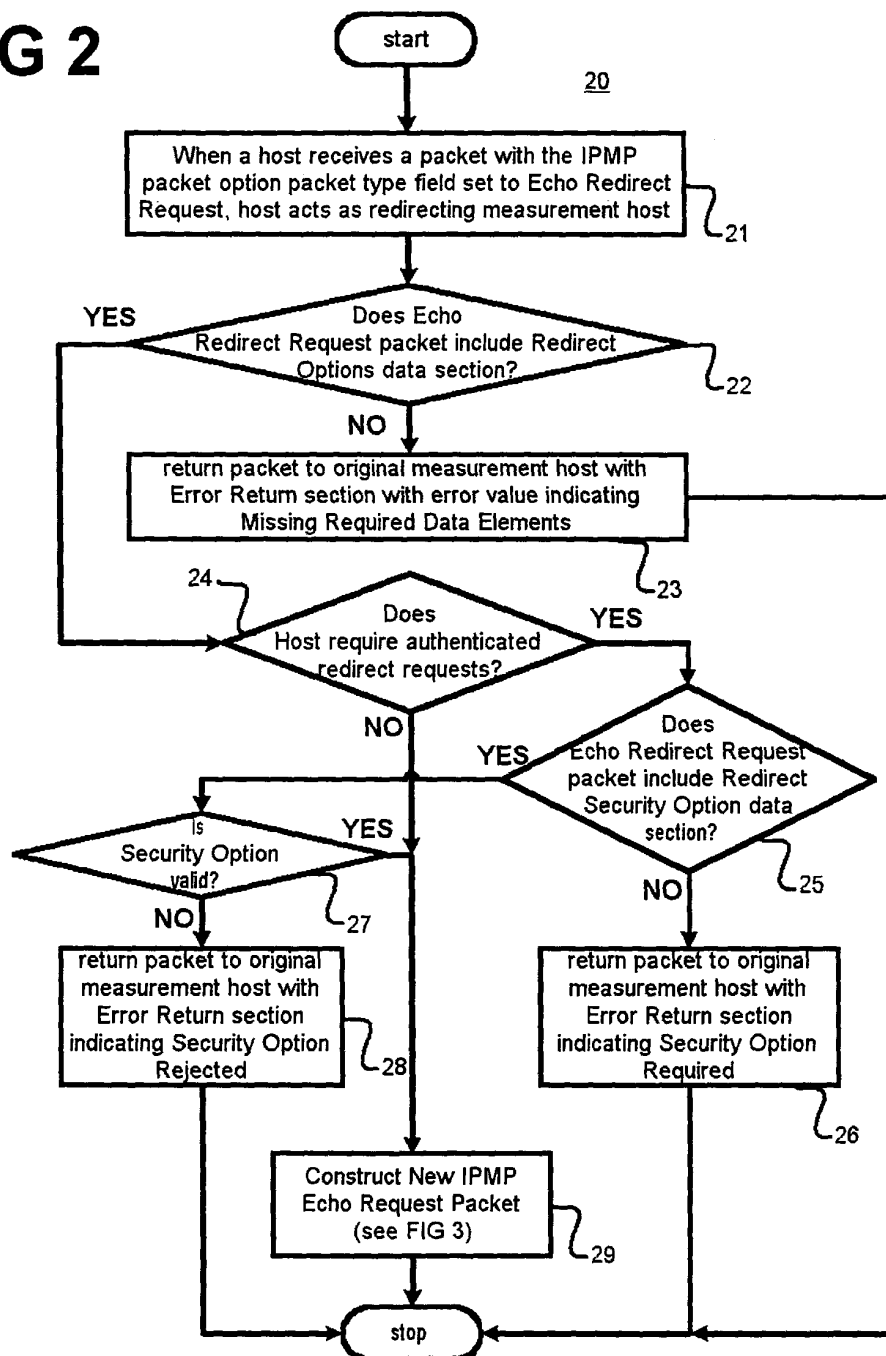 G 2
start
20
When a host receives a packet with the IPMP
packet option packet type field set to Echo Redirect
Request, host acts as redirecting measurement host
21
YES
Does Echo
Redirect Request packet include Redirect
Options data section?
22
NO
return packet to original measurement host with
Error Return section with error value indicating
Missing Required Data Elements
23
24
Does
Host require authenticated
redirect requests?
YES
NO
YES
Does
Echo Redirect Request
packet include Redirect
Security Option data
section?
25
Is
Security Option
valid?
YES
27
NO
NO
return packet to original
measurement host with
Error Return section
indicating Security Option
Rejected
28
return packet to original
measurement host with
Error Return section
indicating Security Option
Required
26
Construct New IPMP
Echo Request Packet
(see FIG 3)
29
stop